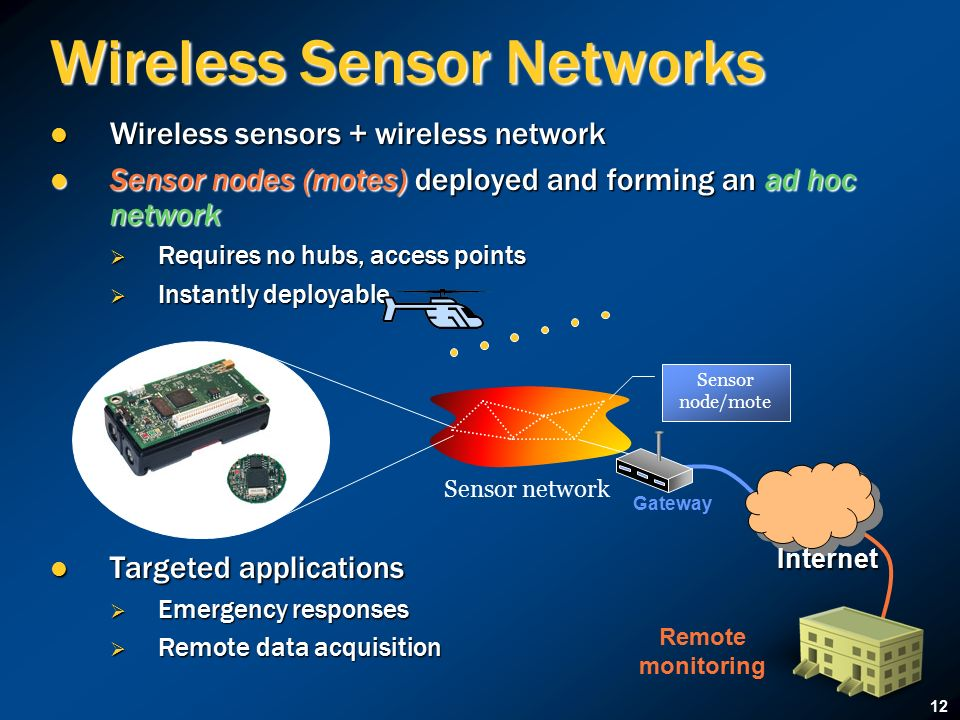 Wireless Sensor Networks
Wireless sensors + wireless network
Sensor nodes (motes) deployed and forming an ad hoc
network
Requires no hubs, access points
Instantly deployable
Sensor
node/mote
Sensor network
Gateway
Internet
Targeted applications
Emergency responses
Remote data acquisition
Remote
monitoring
12